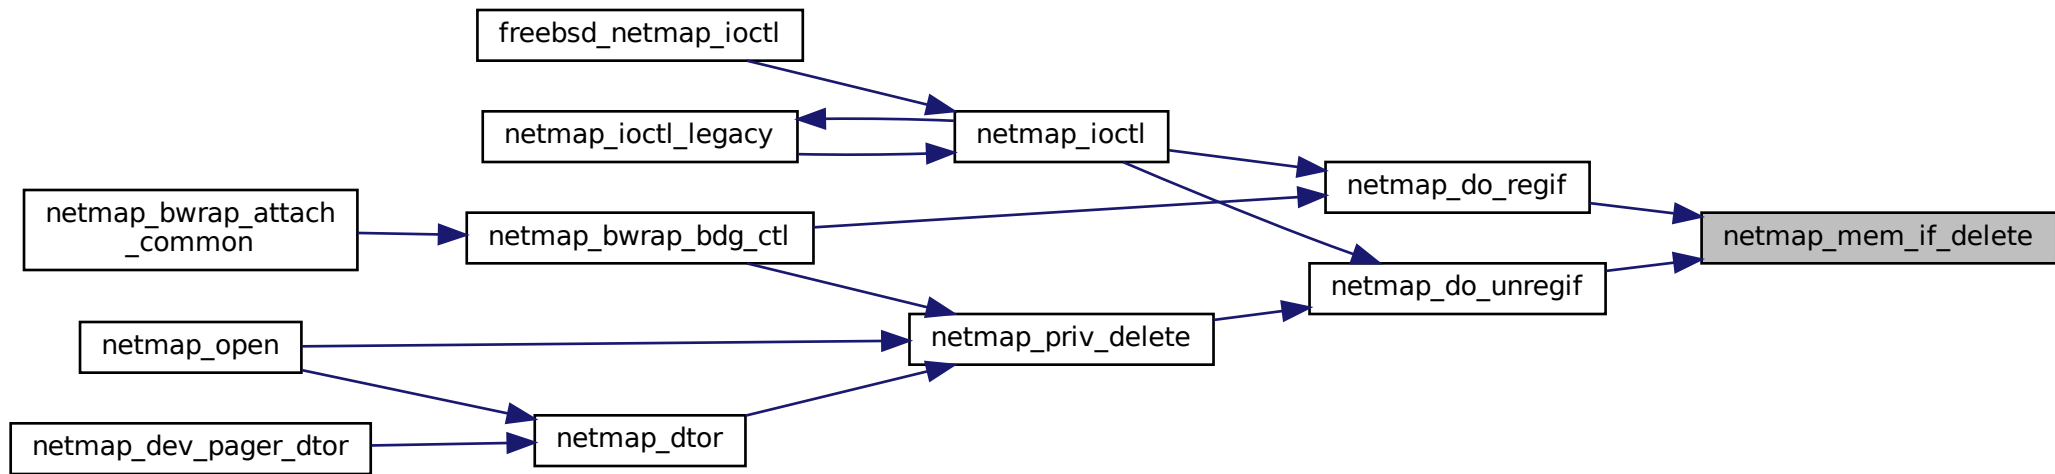 freebsd_netmap_ioctl
netmap_ioctl_legacy
netmap_ioctl
netmap_do_regif
netmap_bwrap_attach
_common
netmap_bwrap_bdg_ctl
netmap_mem_if_delete
netmap_do_unregif
netmap_open
netmap_priv_delete
netmap_dev_pager_dtor
netmap_dtor